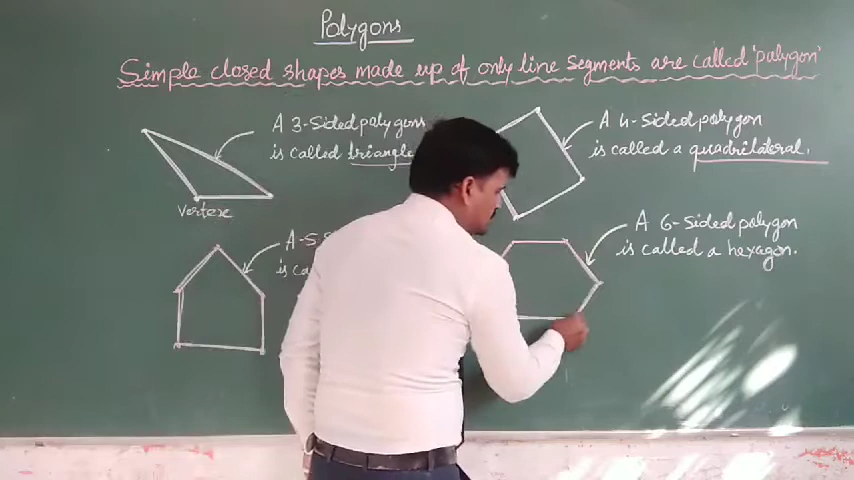 Polygons
Simple closed shapes made up of only line segments are called 'polygon'
A 3-Sided polygons
is called triangle
A 4-Sided polygon
is called a quadrilateral.
Vertex
A 5-S
is ca
A 6-Sided polygon
is called a hexagon.